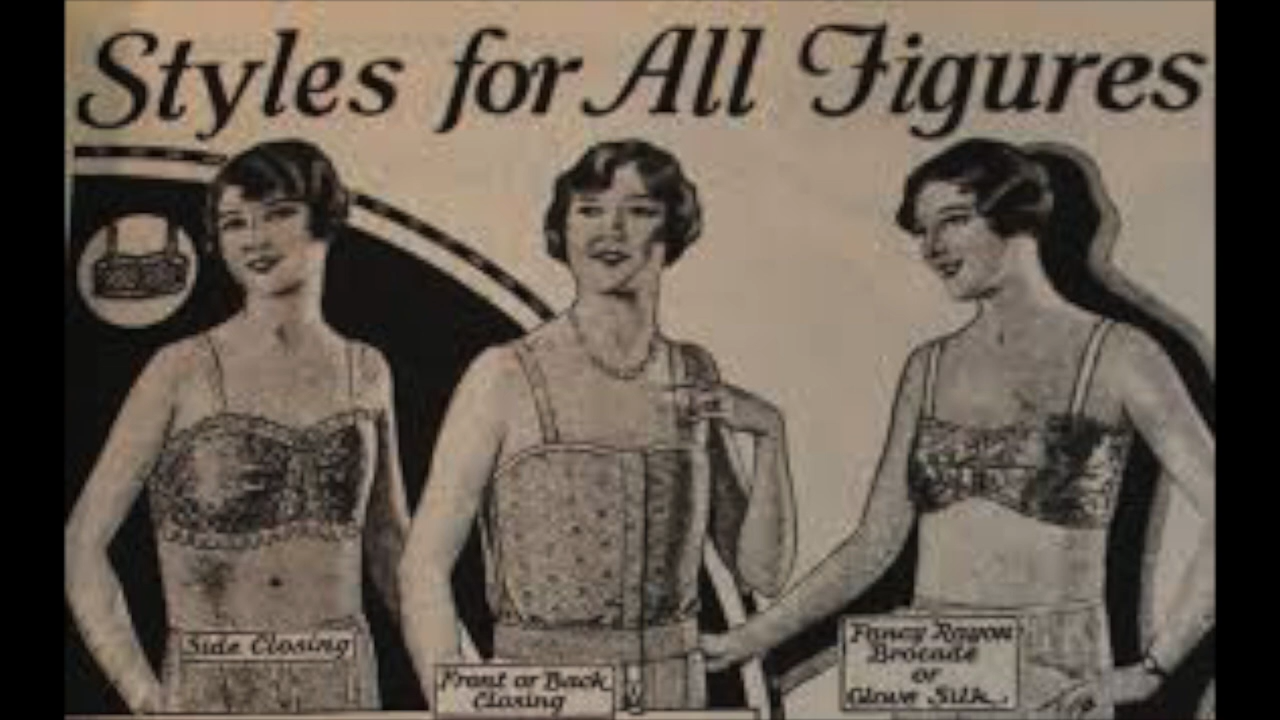 Styles for All Figures
Side Closing
Front or Back
Closing
Fancy Rayon
Brocade
or
Glove Silk